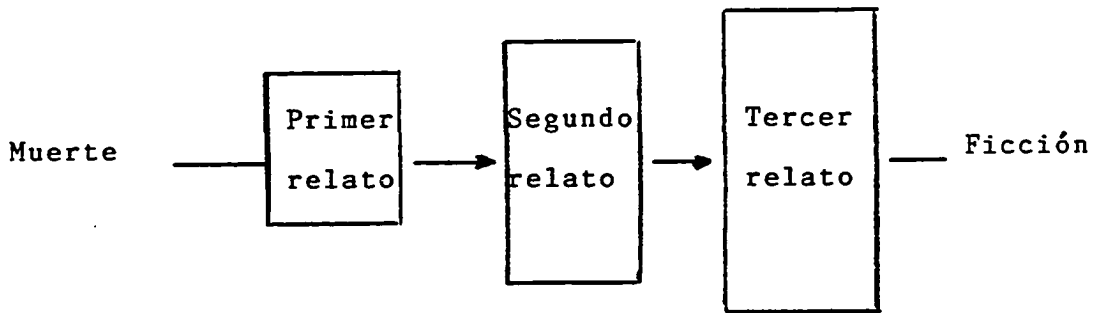 Muerte
Primer
relato
Segundo
relato
Tercer
relato
Ficción